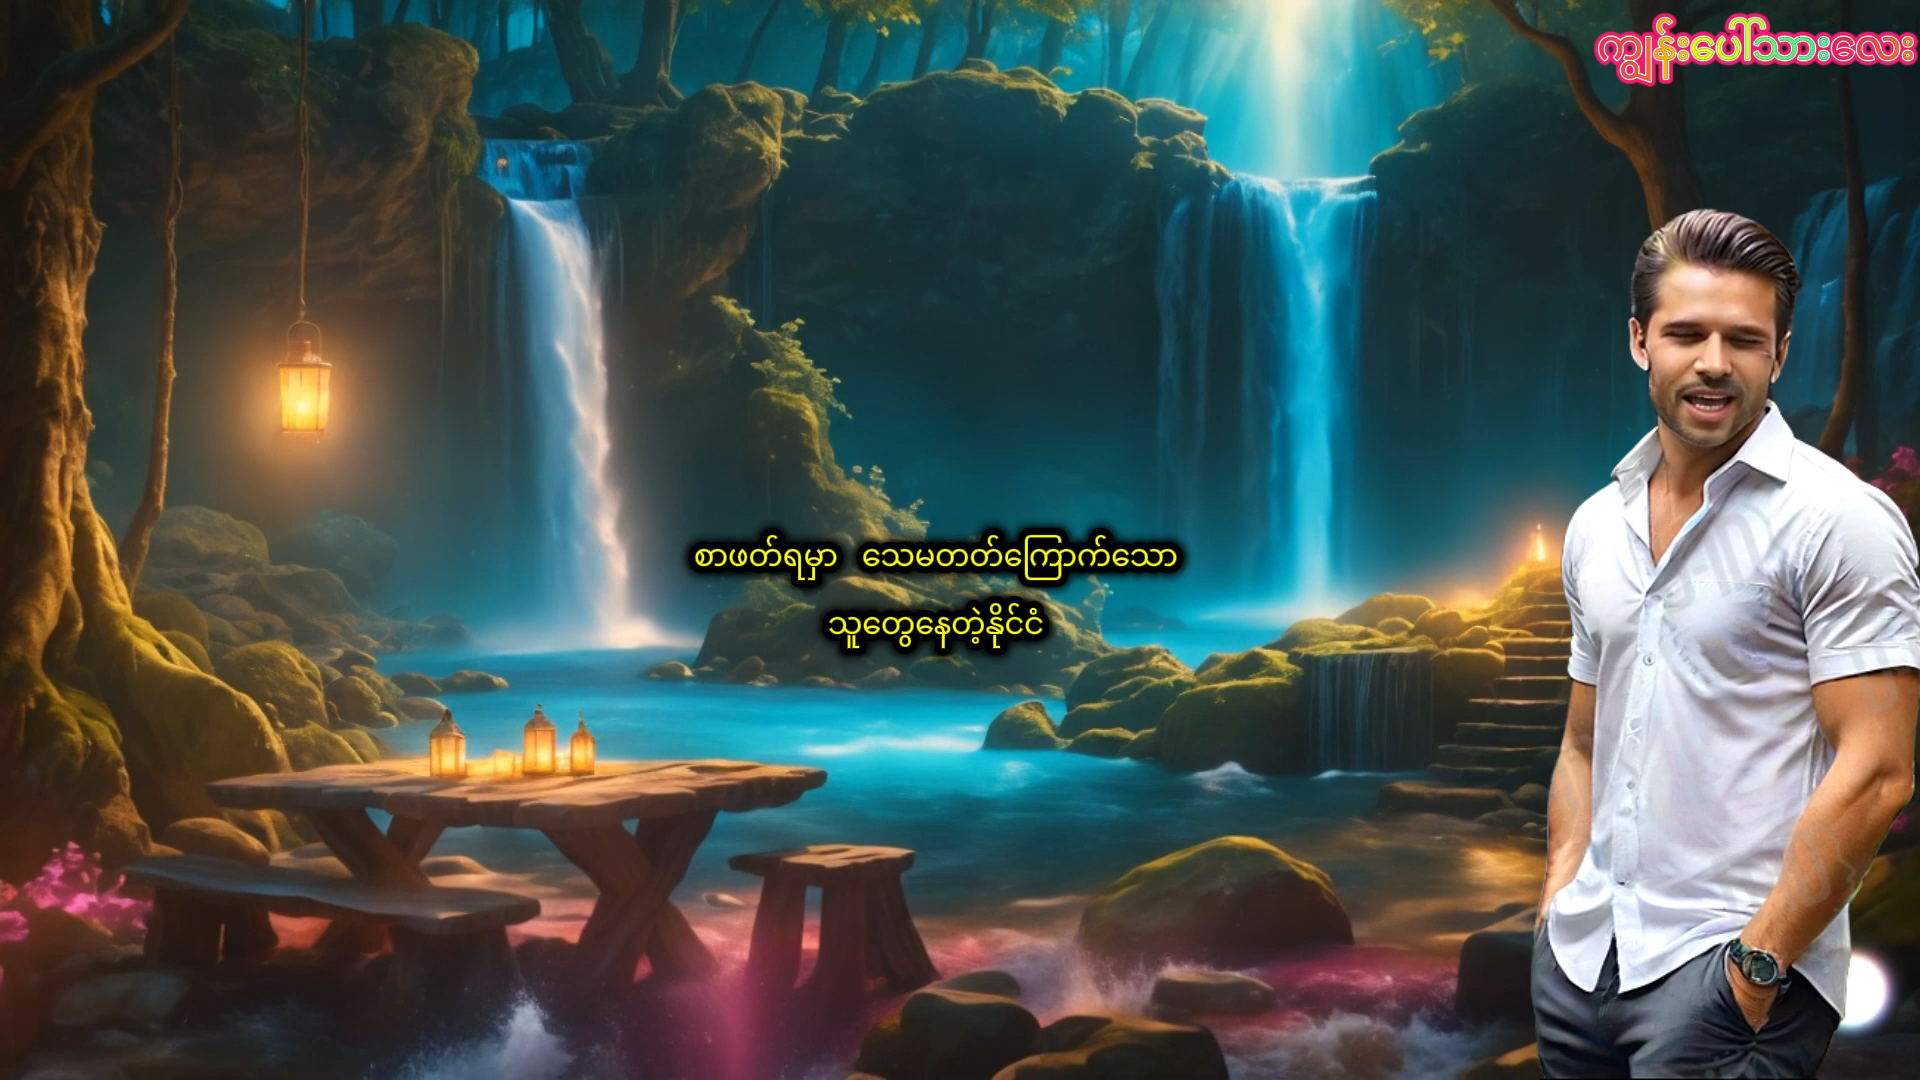 ကျွန်းပေါ်သားလေး
စာဖတ်ရမှာ သေမတတ်ကြောက်သော
သူတွေနေတဲ့နိုင်ငံ